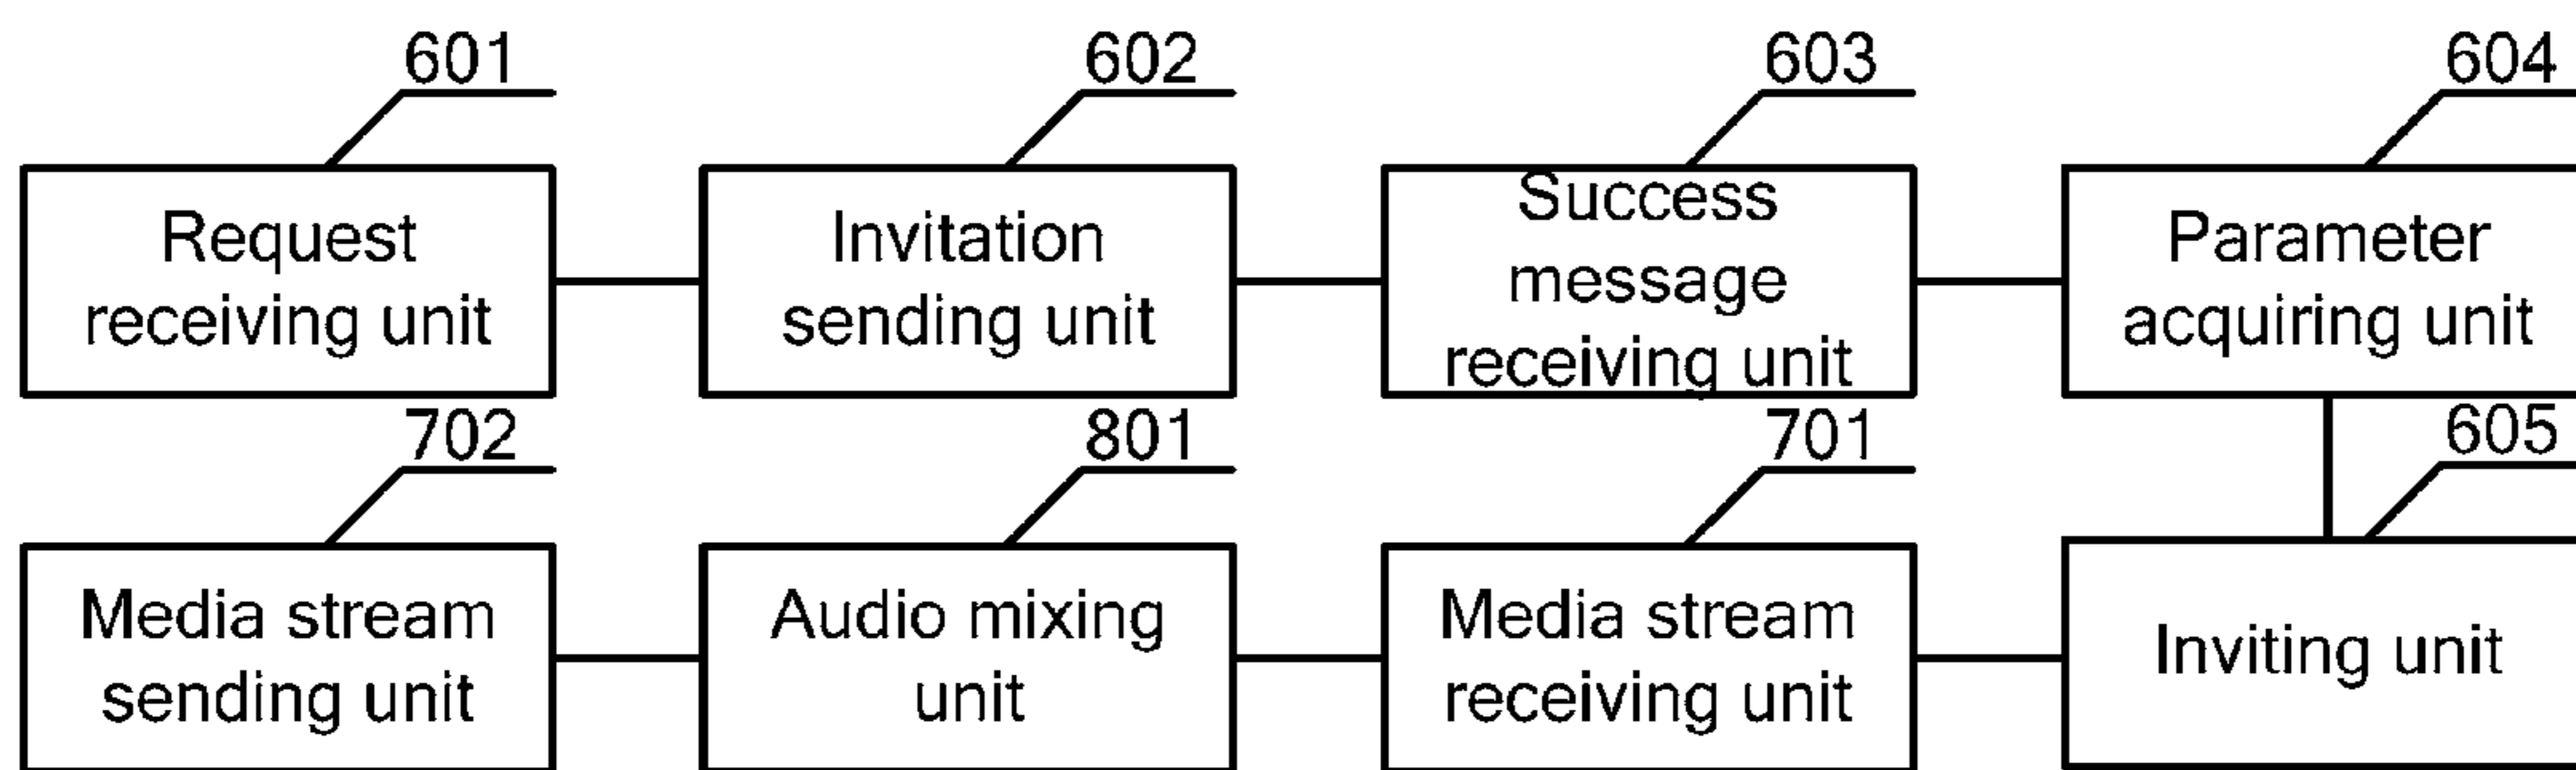 601
602
603
604
Request
receiving unit
Invitation
sending unit
Success
message
receiving unit
Parameter
acquiring unit
702
801
701
605
Media stream
sending unit
Audio mixing
unit
Media stream
receiving unit
Inviting unit